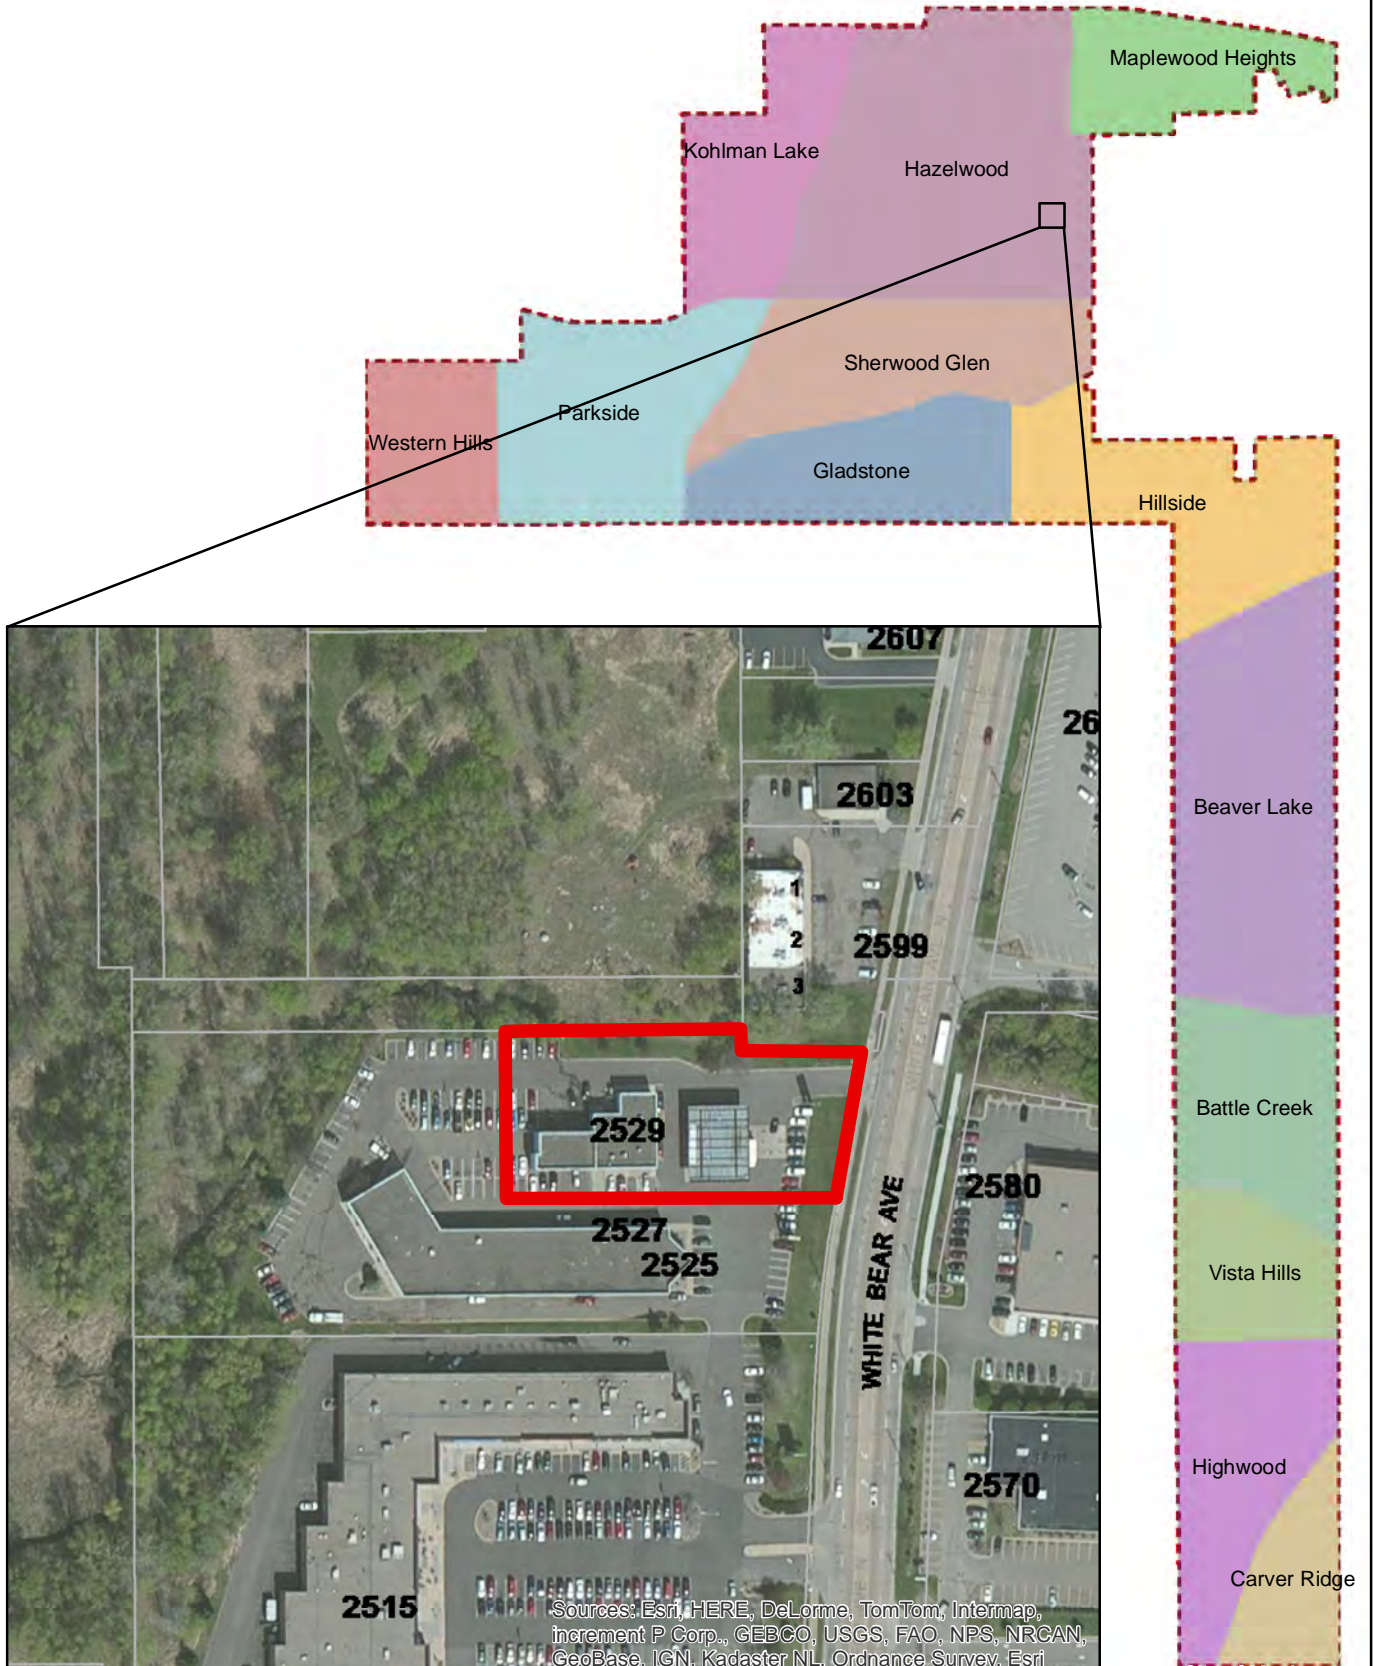 Maplewood Heights
Kohlman Lake
Hazelwood
Sherwood Glen
Parkside
Western Hills
Gladstone
Hillside
Beaver Lake
Battle Creek
Vista Hills
Highwood
Carver Ridge
2607
26
2603
1
2
2599
3
2529
2580
2527
2525
WHITE BEAR AVE
2570
2515
Sources: Esri, HERE, DeLorme, TomTom, Intermap,
increment P Corp., GEBCO, USGS, FAO, NPS, NRCAN,
GeoBase, IGN, Kadaster NL, Ordnance Survey, Esri